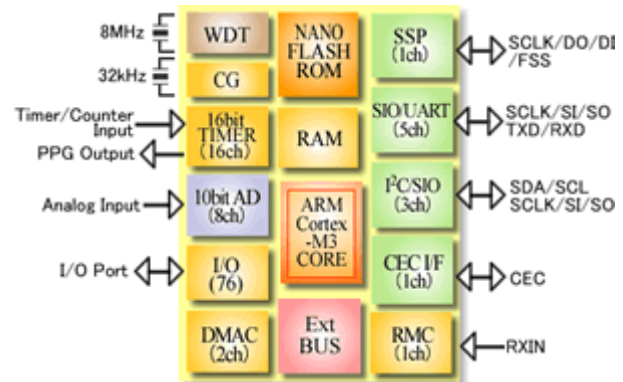 8MHz
32kHz
Timer/Counter
Input
PPG Output
Analog Input
I/O Port
WDT
CG
16bit
TIMER
(16ch)
10bit AD
(8ch)
I/O
(76)
DMAC
(2ch)
NANO
FLASH
ROM
RAM
ARM
Cortex
-M3
CORE
Ext
BUS
SSP
(1ch)
SIO/UART
(5ch)
I²C/SIO
(3ch)
CEC I/F
(1ch)
RMC
(1ch)
SCLK/DO/DI
/FSS
SCLK/SI/SO
TXD/RXD
SDA/SCL
SCLK/SI/SO
CEC
RXIN